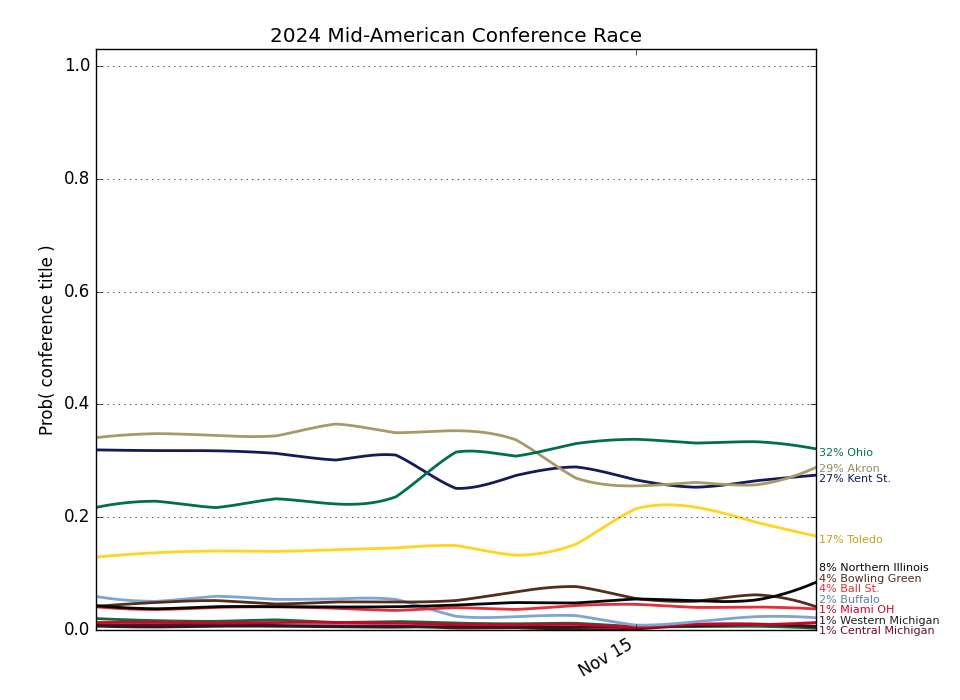 2024 Mid-American Conference Race
Prob( conference title )
1.0
0.8
0.6
0.4
0.2
0.0
Nov 15
32% Ohio
29% Akron
27% Kent St.
17% Toledo
8% Northern Illinois
4% Bowling Green
4% Ball St.
2% Buffalo
1% Miami OH
1% Western Michigan
1% Central Michigan